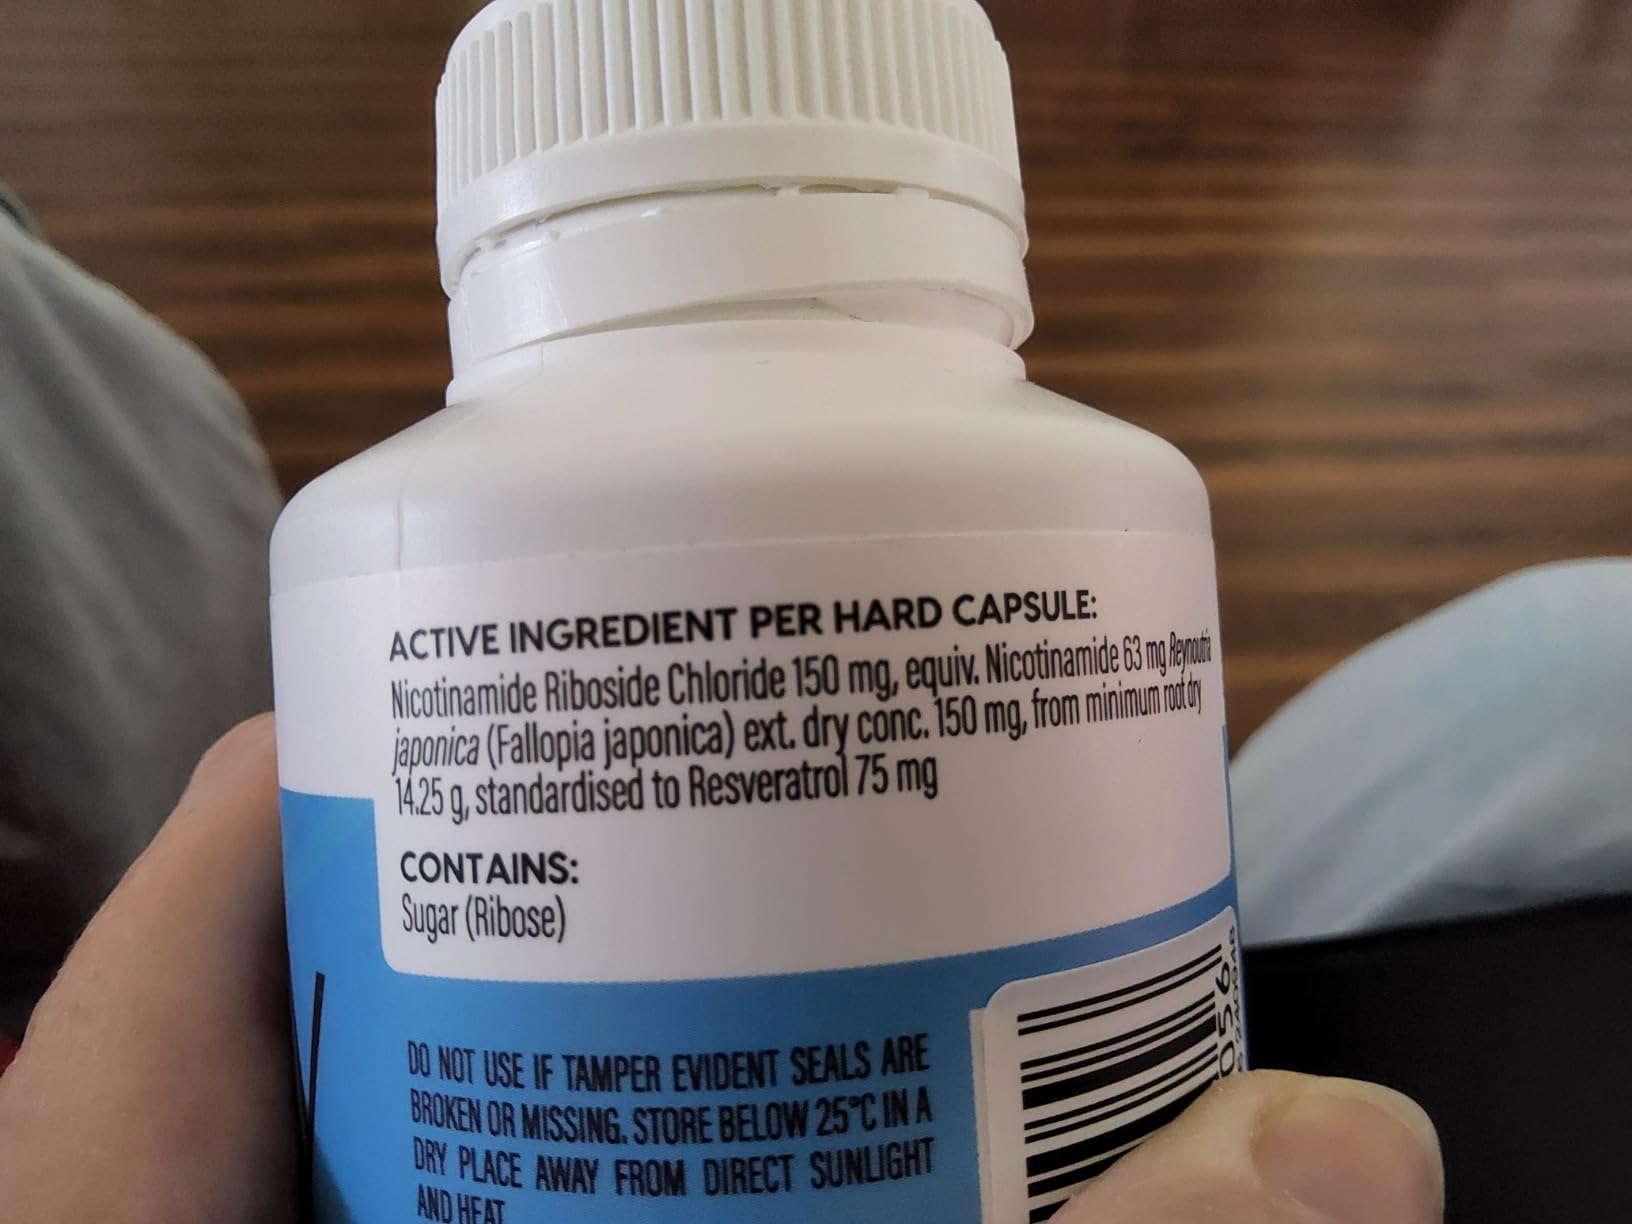 ACTIVE INGREDIENT PER HARD CAPSULE:
Nicotinamide Riboside Chloride 150 mg, equiv. Nicotinamide 63 mg Reynoutria
japonica (Fallopia japonica) ext. dry conc. 150 mg, from minimum root dry
14.25 g, standardised to Resveratrol 75 mg
CONTAINS:
Sugar (Ribose)
DO NOT USE IF TAMPER EVIDENT SEALS ARE
BROKEN OR MISSING. STORE BELOW 25°C IN A
DRY PLACE AWAY FROM DIRECT SUNLIGHT
AND HEAT
056